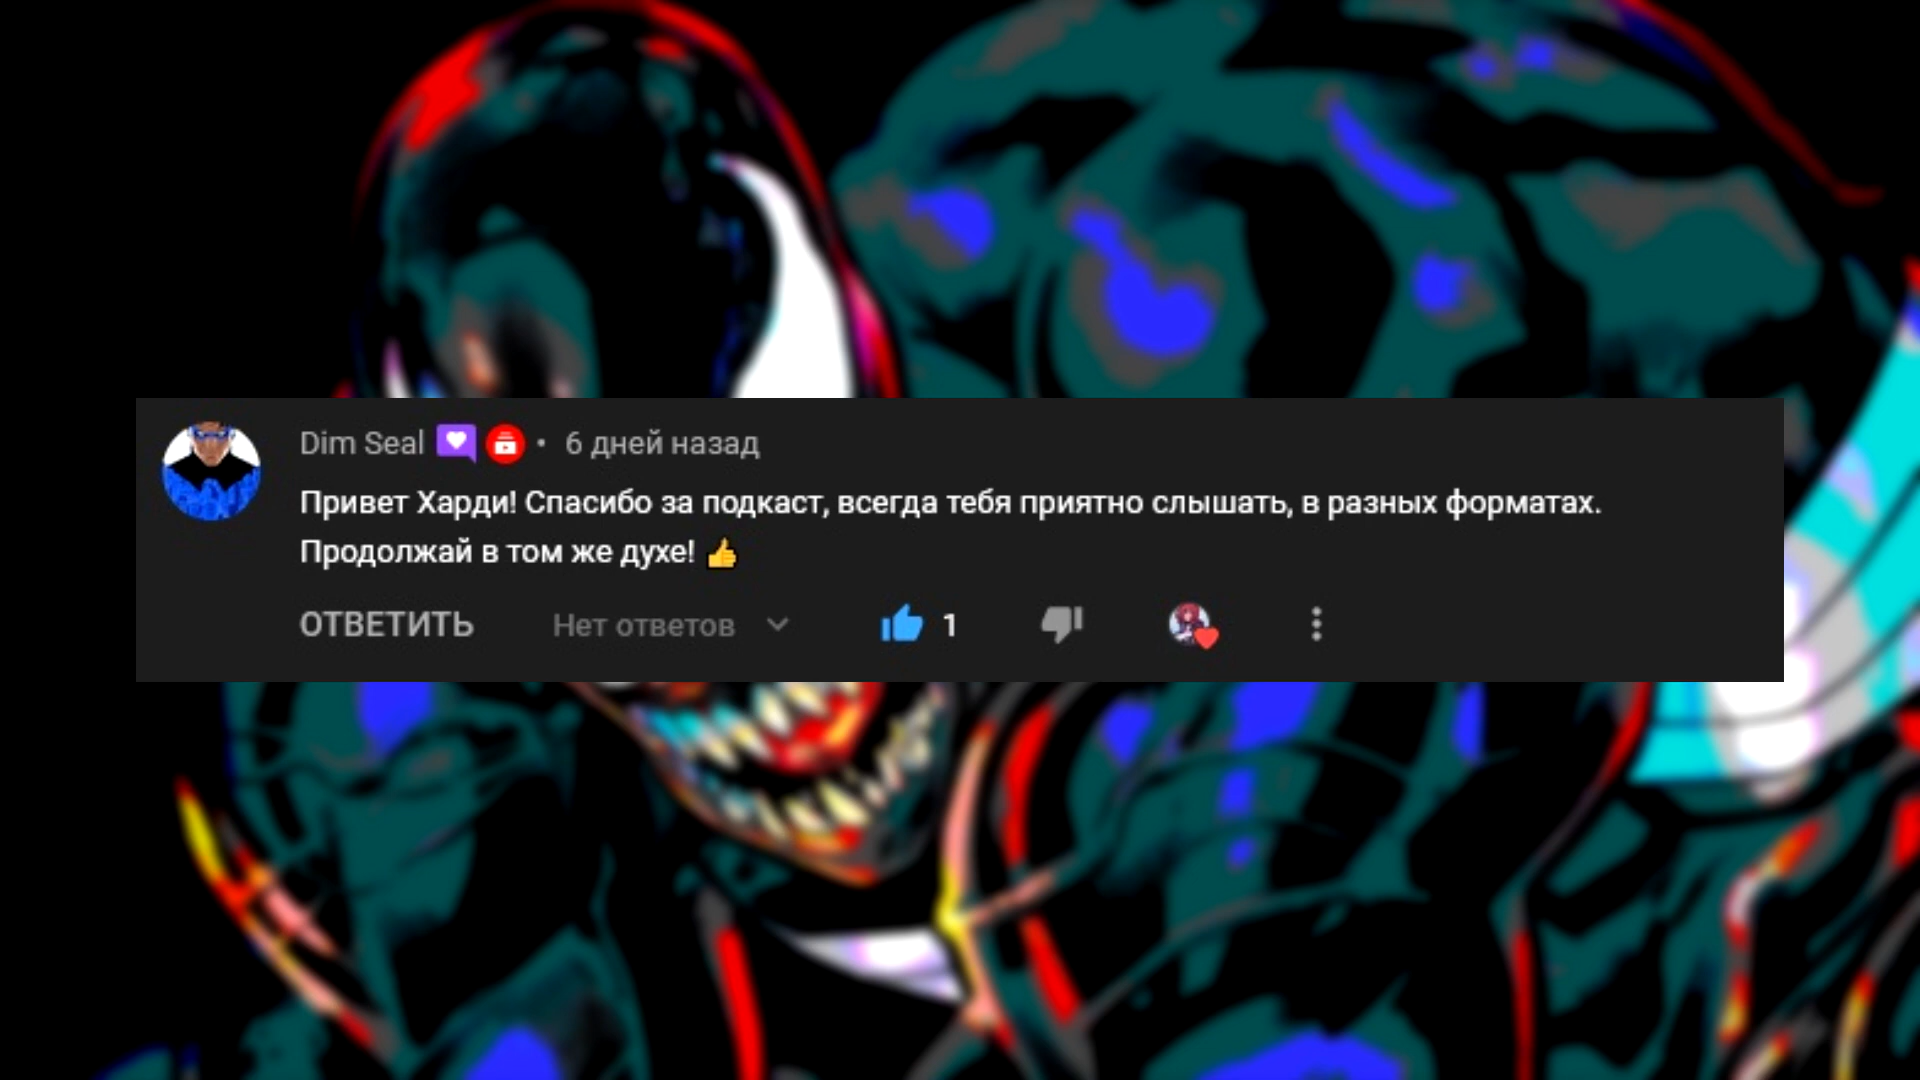 Dim Seal • 6 дней назад
Привет Харди! Спасибо за подкаст, всегда тебя приятно слышать, в разных форматах.
Продолжай в том же духе! 👍
ОТВЕТИТЬ Нет ответов 1